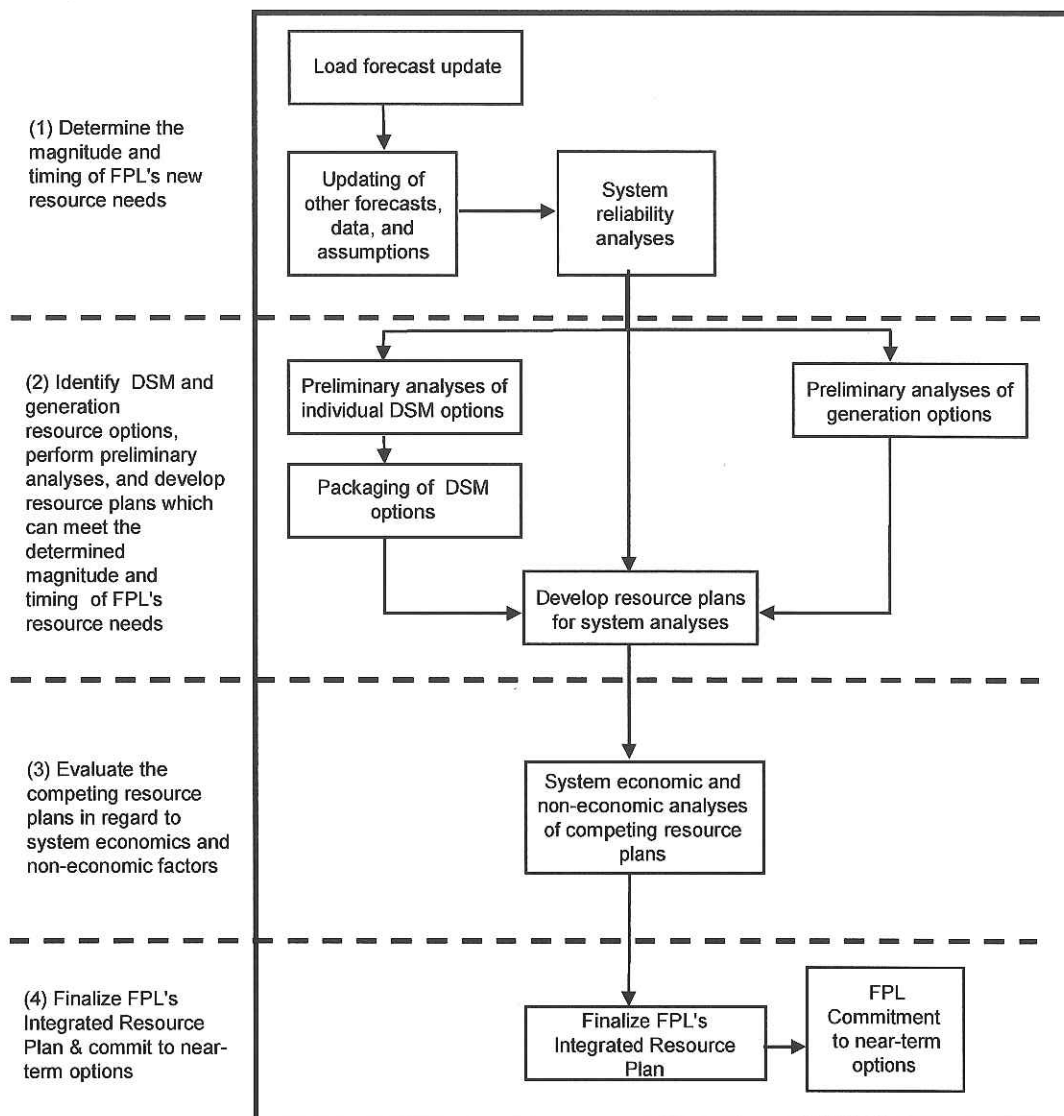 (1) Determine the
magnitude and
timing of FPL's new
resource needs
Load forecast update
Updating of
other forecasts,
data, and
assumptions
System
reliability
analyses
(2) Identify DSM and
generation
resource options,
perform preliminary
analyses, and develop
resource plans which
can meet the
determined
magnitude and
timing of FPL's
resource needs
Preliminary analyses of
individual DSM options
Preliminary analyses of
generation options
Packaging of DSM
options
Develop resource plans
for system analyses
(3) Evaluate the
competing resource
plans in regard to
system economics and
non-economic factors
System economic and
non-economic analyses
of competing resource
plans
(4) Finalize FPL's
Integrated Resource
Plan & commit to near-
term options
Finalize FPL's
Integrated Resource
Plan
FPL
Commitment
to near-term
options